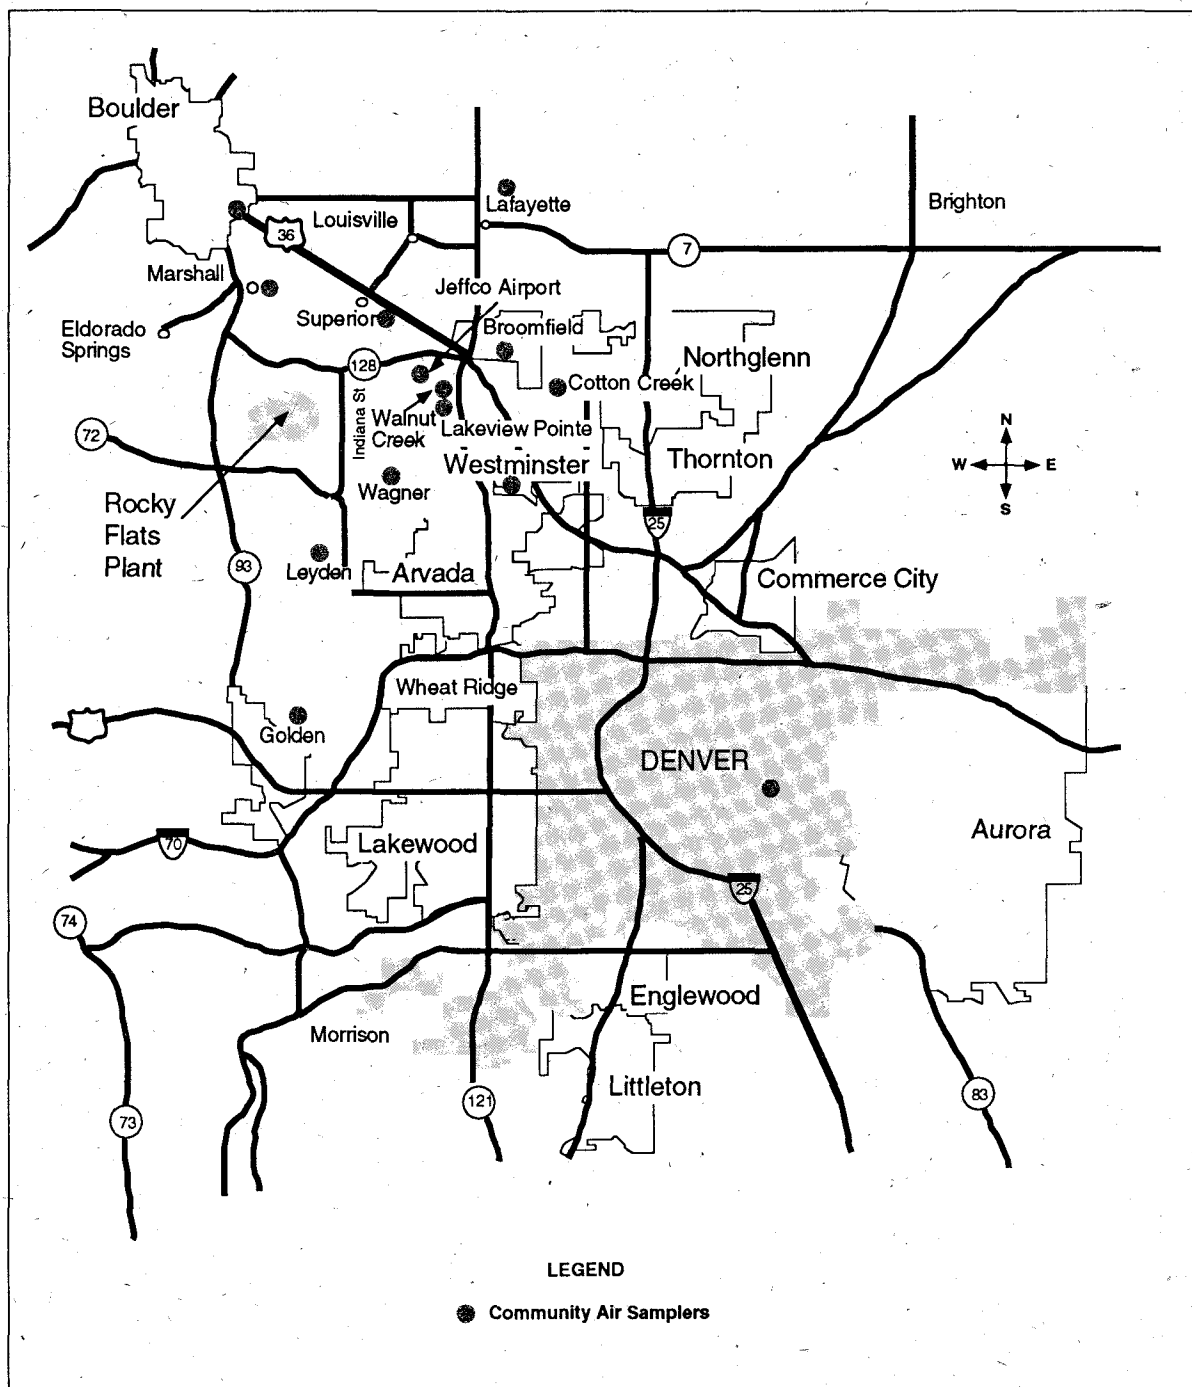 Boulder
Brighton
Lafayette
Louisville
36
7
Marshall
Jeffco Airport
Superior
Broomfield
Eldorado
Springs
Northglenn
128
Cotton Creek
Indiana St
Walnut
Creek
Lakeview Pointe
72
N
W E
S
Westminster
Thornton
Wagner
Rocky
Flats
Plant
25
93
Leyden
Arvada
Commerce City
Wheat Ridge
Golden
DENVER
Aurora
70
Lakewood
25
74
Englewood
Morrison
Littleton
121
83
73
LEGEND
Community Air Samplers